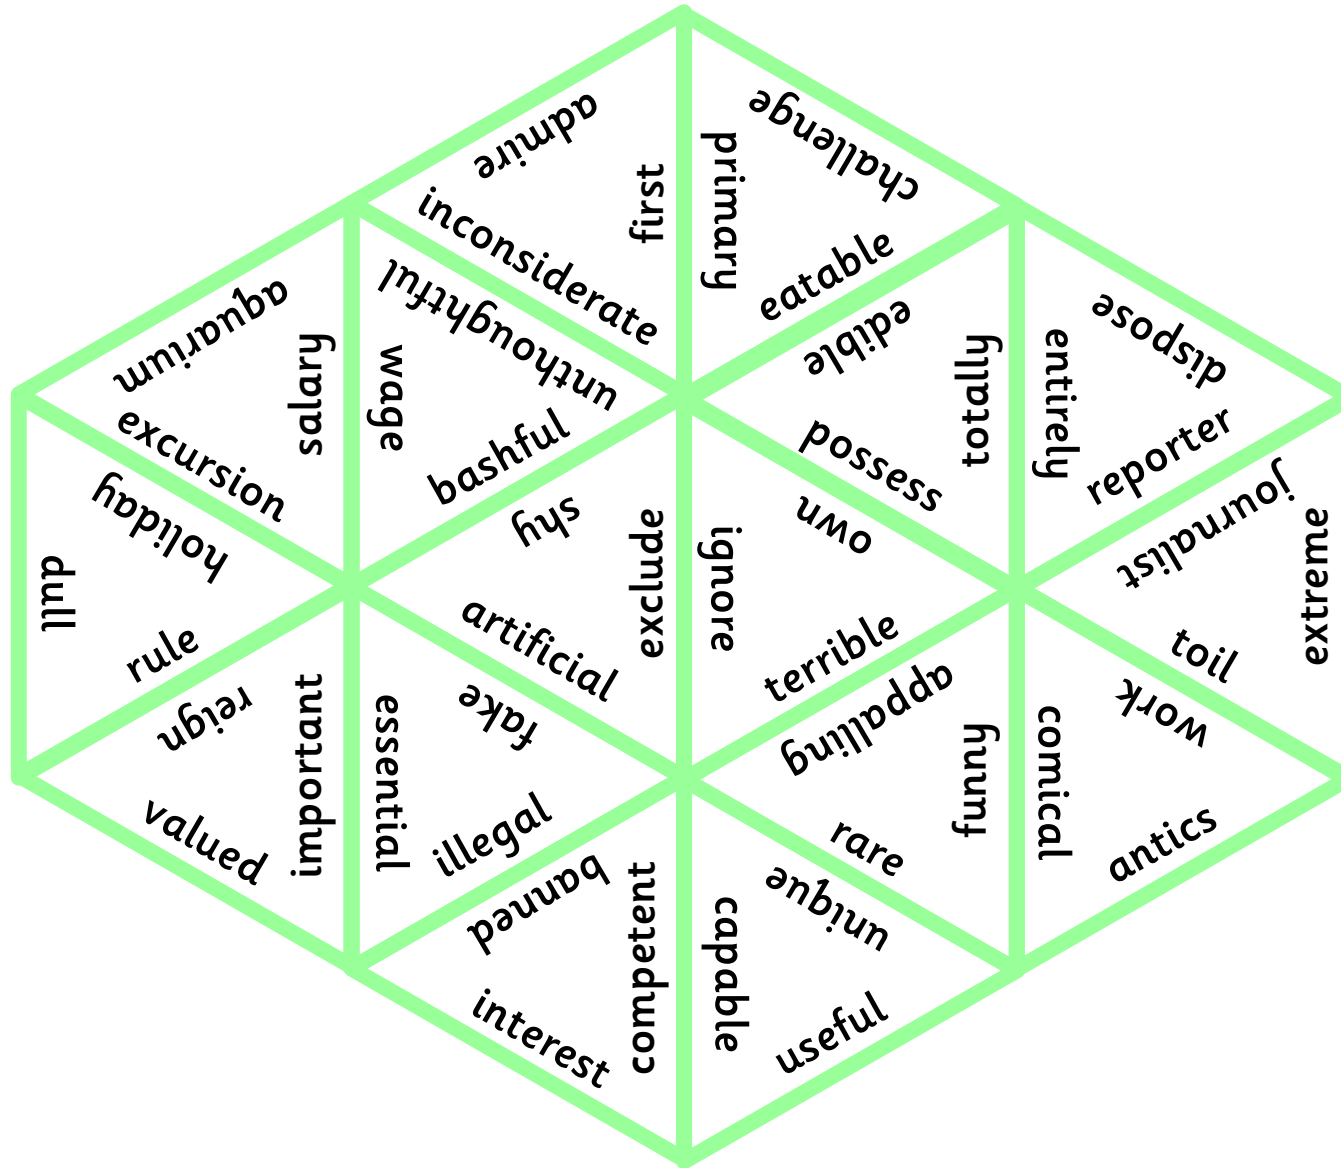 admire
first
inconsiderate
challenge
primary
eatable
aquarium
salary
excursion
unthoughtful
wage
bashful
edible
totally
possess
dispose
entirely
reporter
holiday
dull
rule
shy
exclude
artificial
own
ignore
terrible
journalist
extreme
toil
reign
important
valued
fake
essential
illegal
appalling
funny
rare
work
comical
antics
banned
competent
interest
unique
capable
useful